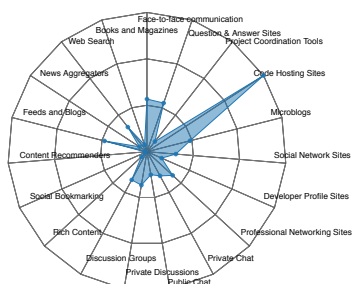 Face-to-face communication
Books and Magazines
Question & Answer Sites
Web Search
Project Coordination Tools
News Aggregators
Code Hosting Sites
Feeds and Blogs
Microblogs
Content Recommenders
Social Network Sites
Social Bookmarking
Developer Profile Sites
Rich Content
Professional Networking Sites
Discussion Groups
Private Chat
Private Discussions
Public Chat